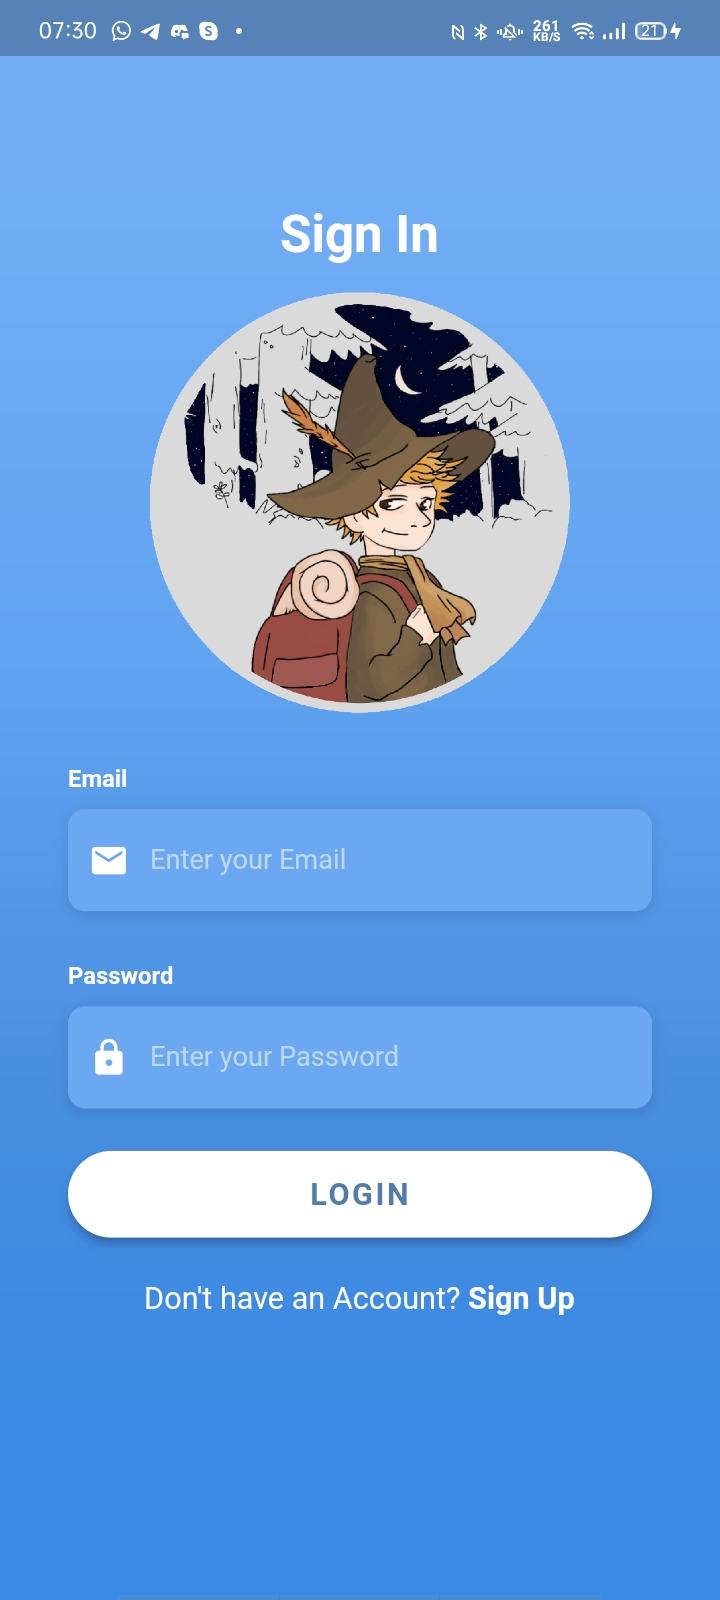 07:30 261 KB/S 21
Sign In
Email
Enter your Email
Password
Enter your Password
LOGIN
Don't have an Account? Sign Up